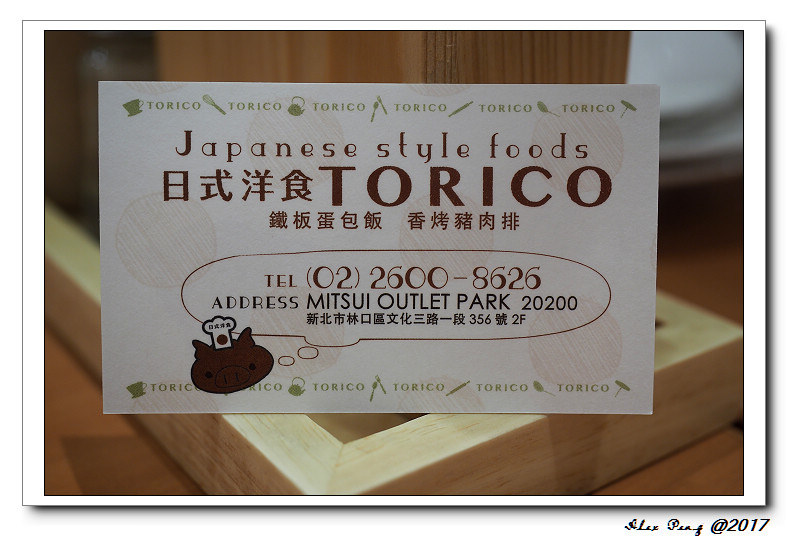 TORICO TORICO TORICO TORICO TORICO TORICO
Japanese style foods
日式洋食TORICO
鐵板蛋包飯 香烤豬肉排
TEL (02) 2600-8626
ADDRESS MITSUI OUTLET PARK 20200
新北市林口區文化三路一段 356 號 2F
日式洋食
TORICO TORICO TORICO TORICO TORICO TORICO
Alex Peng @2017